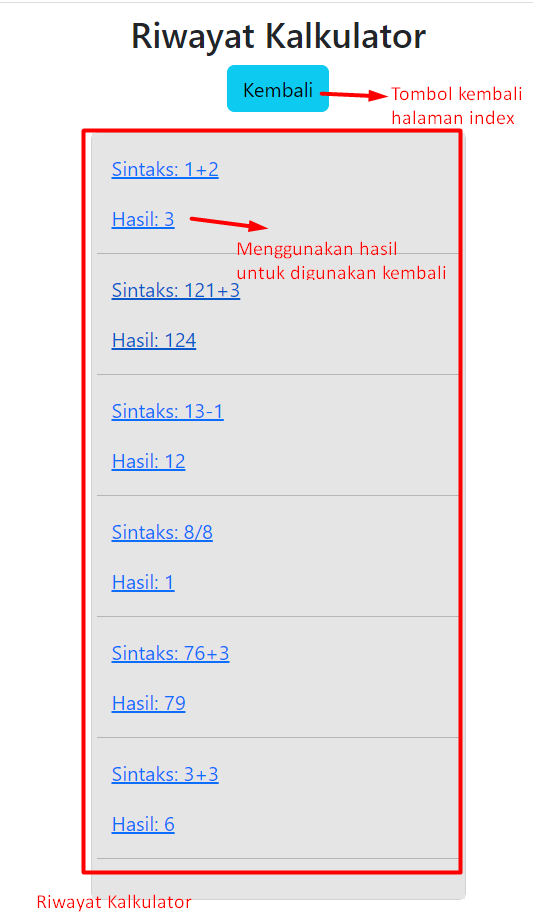 Riwayat Kalkulator
Kembali
Tombol kembali
halaman index
Sintaks: 1+2
Hasil: 3
Menggunakan hasil
untuk digunakan kembali
Sintaks: 121+3
Hasil: 124
Sintaks: 13-1
Hasil: 12
Sintaks: 8/8
Hasil: 1
Sintaks: 76+3
Hasil: 79
Sintaks: 3+3
Hasil: 6
Riwayat Kalkulator